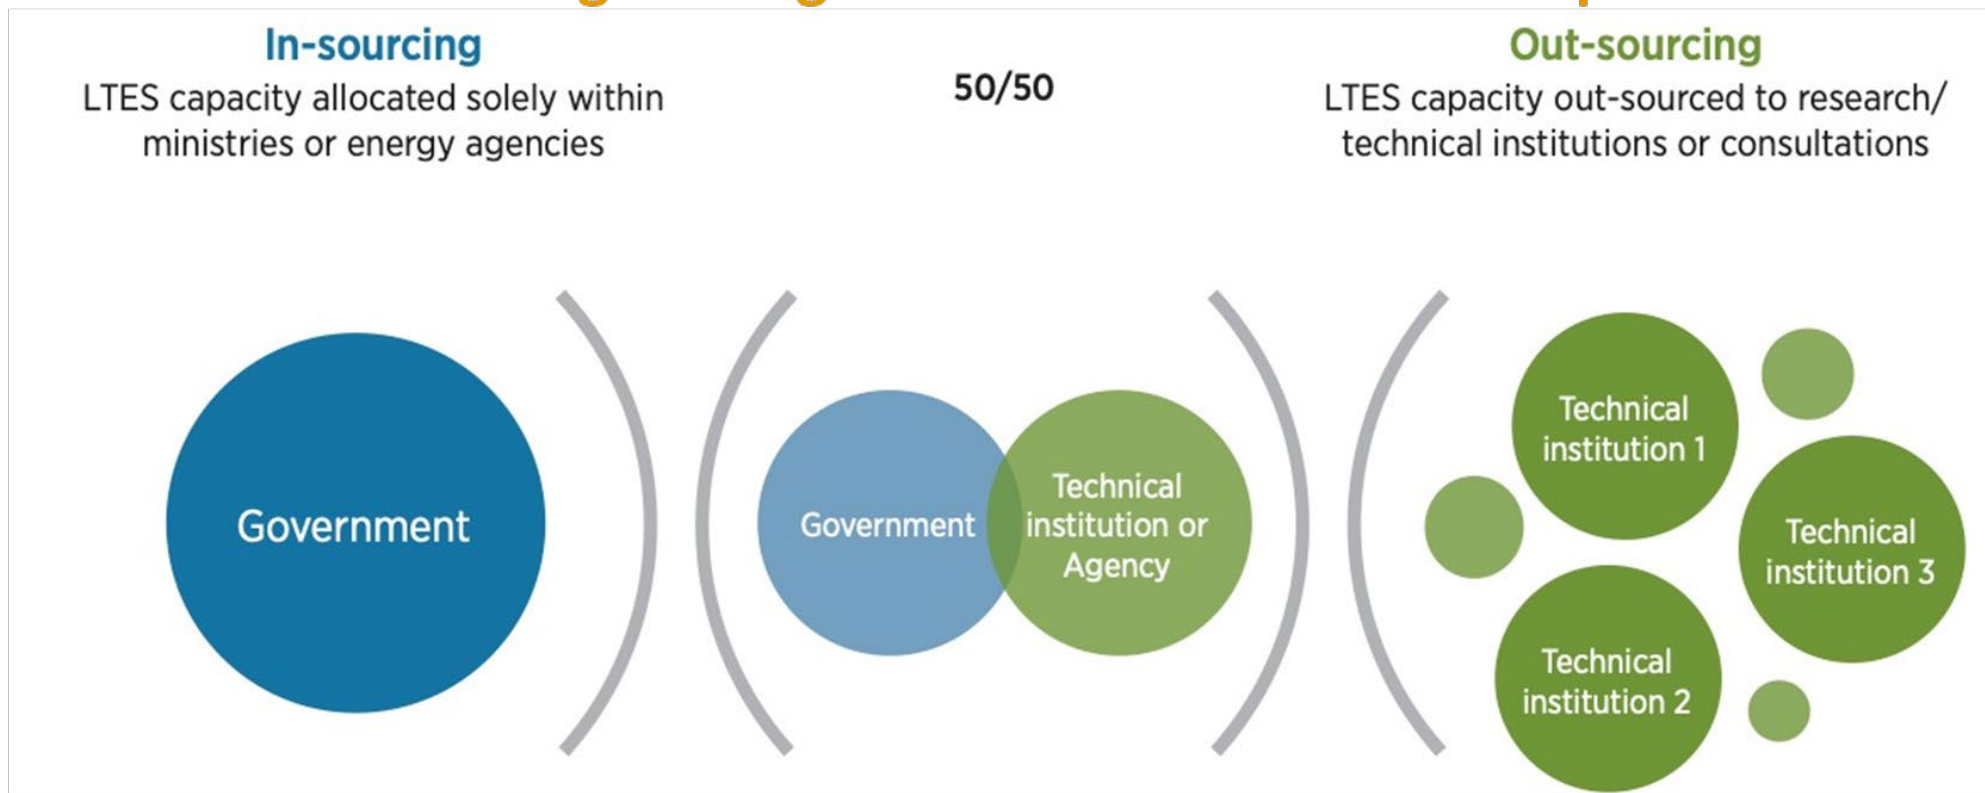 In-sourcing
LTES capacity allocated solely within
ministries or energy agencies
50/50
Out-sourcing
LTES capacity out-sourced to research/
technical institutions or consultations
Government
Government
Technical
institution or
Agency
Technical
institution 1
Technical
institution 3
Technical
institution 2